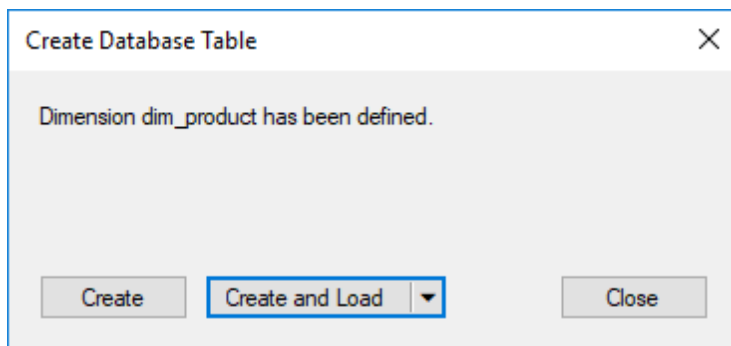 Create Database Table
Dimension dim_product has been defined.
Create
Create and Load
Close